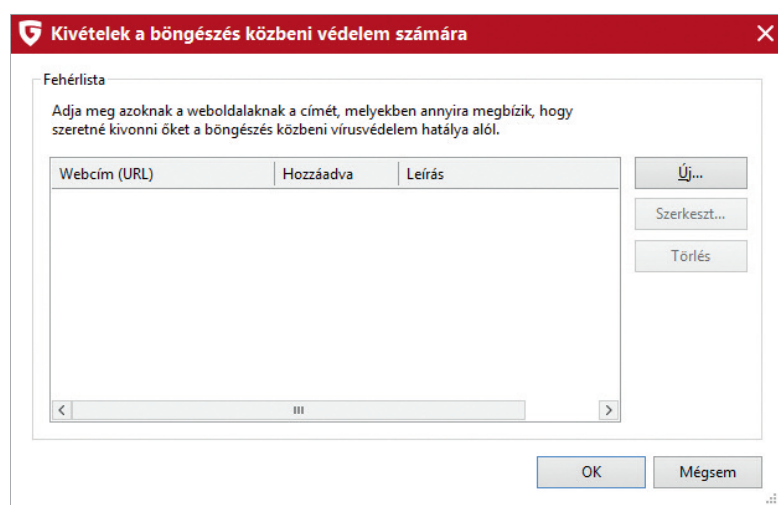 Kivételek a böngészés közbeni védelem számára
Fehérlista
Adja meg azoknak a weboldalaknak a címét, melyekben annyira megbízik, hogy
szeretné kivonni őket a böngészés közbeni vírusvédelem hatálya alól.
Webcím (URL) Hozzáadva Leírás
Új...
Szerkeszt...
Törlés
OK Mégsem